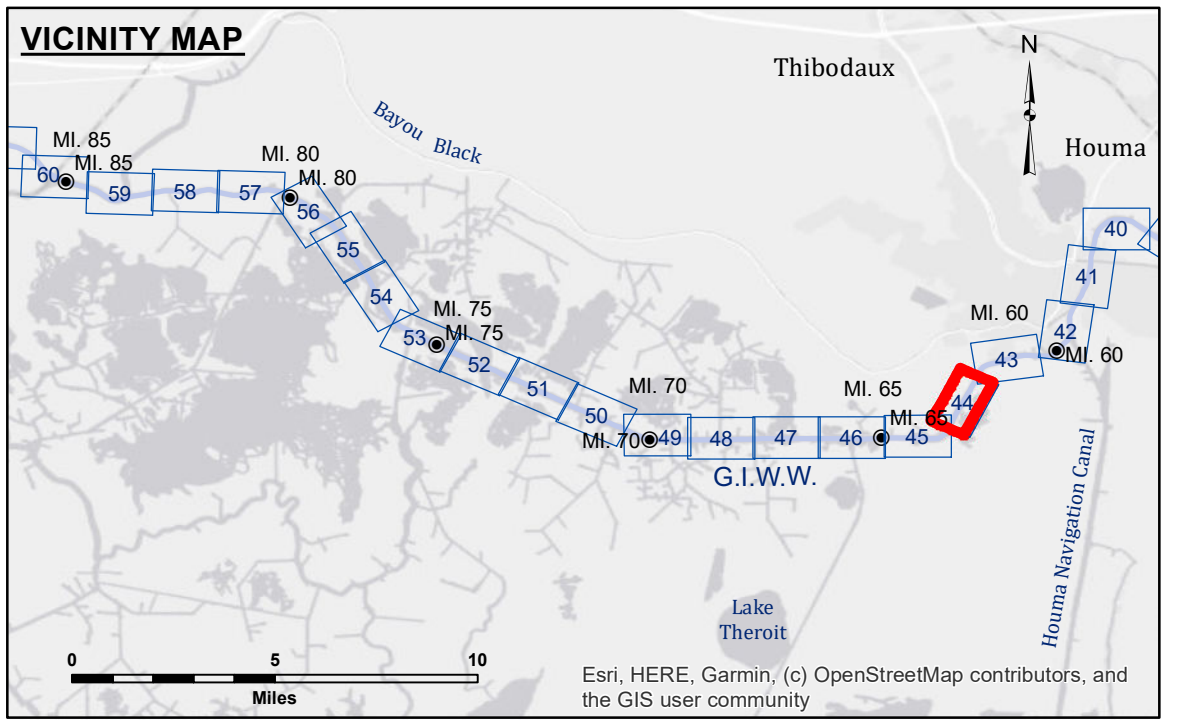 VICINITY MAP
Thibodaux
N
Houma
Bayou Black
MI. 85
MI. 85
MI. 80
MI. 80
60
59
58
57
56
55
54
53
MI. 75
MI. 75
52
51
50
MI. 70
MI. 70
49
48
47
46
MI. 65
MI. 65
45
44
43
MI. 60
MI. 60
42
41
40
G.I.W.W.
Houma Navigation Canal
Lake
Theroit
0
5
10
Miles
Esri, HERE, Garmin, (c) OpenStreetMap contributors, and
the GIS user community